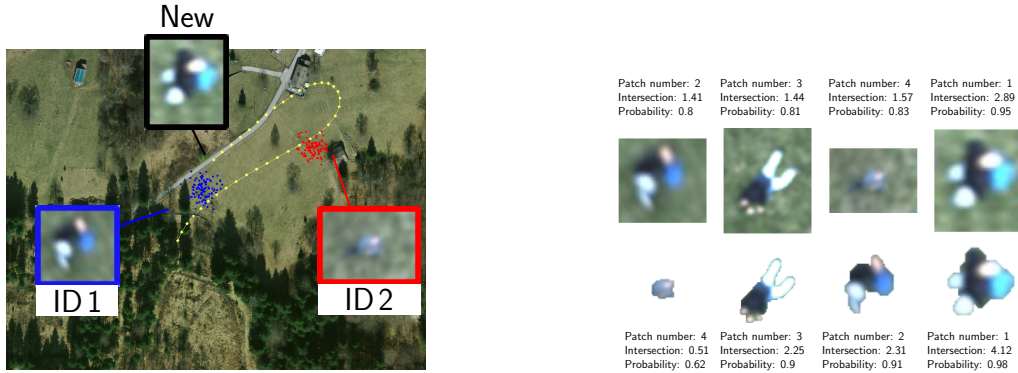 New
ID 1
ID 2
Patch number: 2
Intersection: 1.41
Probability: 0.8
Patch number: 3
Intersection: 1.44
Probability: 0.81
Patch number: 4
Intersection: 1.57
Probability: 0.83
Patch number: 1
Intersection: 2.89
Probability: 0.95
Patch number: 4
Intersection: 0.51
Probability: 0.62
Patch number: 3
Intersection: 2.25
Probability: 0.9
Patch number: 2
Intersection: 2.31
Probability: 0.91
Patch number: 1
Intersection: 4.12
Probability: 0.98